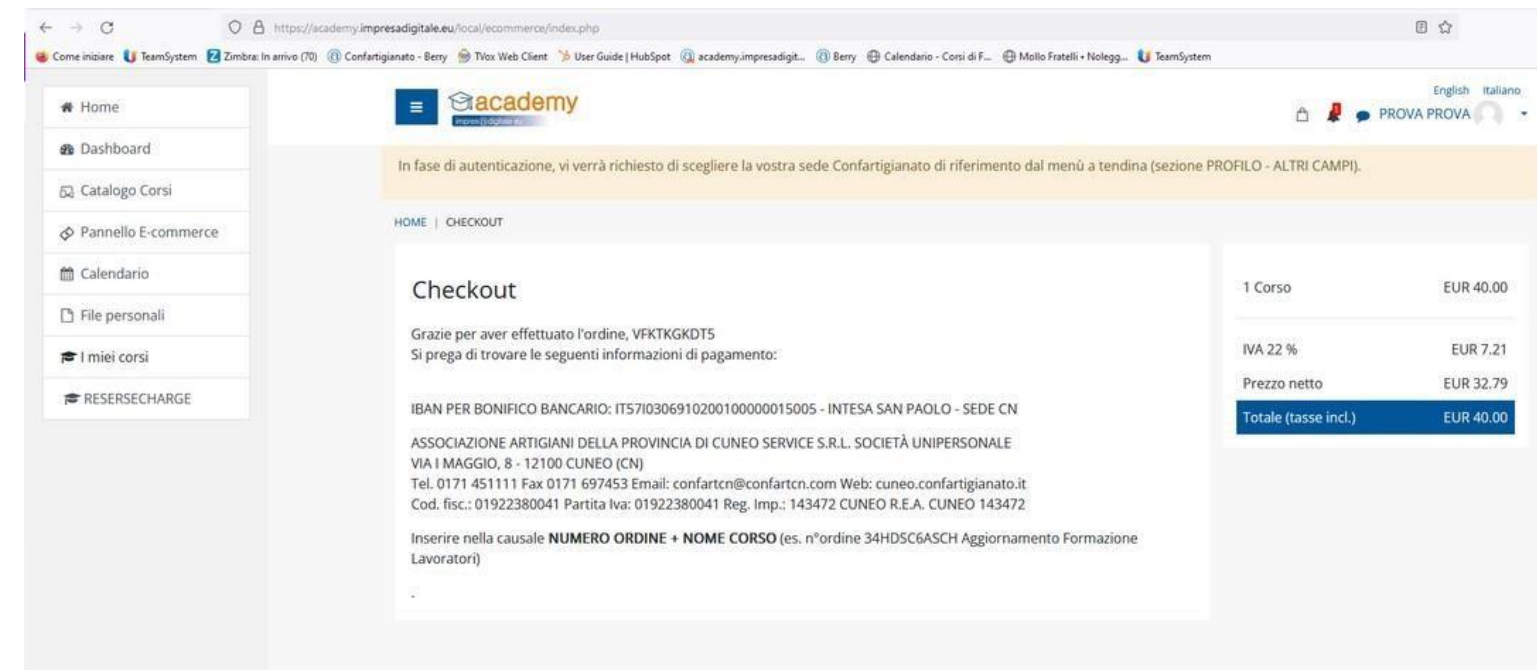 https://academy.impresadigitale.eu/local/ecommerce/index.php
Come iniziare TeamSystem Zimbra: In arrivo (70) Confartigianato - Berry TVox Web Client User Guide | HubSpot academy.impresadigit... Berry Calendario - Corsi di F... Mollo Fratelli • Nolegg... TeamSystem
Home
Dashboard
Catalogo Corsi
Pannello E-commerce
Calendario
File personali
I miei corsi
RESERSECHARGE
academy
impres@digitale.eu
English Italiano
PROVA PROVA
In fase di autenticazione, vi verrà richiesto di scegliere la vostra sede Confartigianato di riferimento dal menù a tendina (sezione PROFILO - ALTRI CAMPI).
HOME | CHECKOUT
Checkout
Grazie per aver effettuato l'ordine, VFKTKGKDT5
Si prega di trovare le seguenti informazioni di pagamento:
IBAN PER BONIFICO BANCARIO: IT57I0306910200100000015005 - INTESA SAN PAOLO - SEDE CN
ASSOCIAZIONE ARTIGIANI DELLA PROVINCIA DI CUNEO SERVICE S.R.L. SOCIETÀ UNIPERSONALE
VIA I MAGGIO, 8 - 12100 CUNEO (CN)
Tel. 0171 451111 Fax 0171 697453 Email: confartcn@confartcn.com Web: cuneo.confartigianato.it
Cod. fisc.: 01922380041 Partita Iva: 01922380041 Reg. Imp.: 143472 CUNEO R.E.A. CUNEO 143472
Inserire nella causale NUMERO ORDINE + NOME CORSO (es. n°ordine 34HDSC6ASCH Aggiornamento Formazione
Lavoratori)
.
1 Corso EUR 40.00
IVA 22 % EUR 7.21
Prezzo netto EUR 32.79
Totale (tasse incl.) EUR 40.00